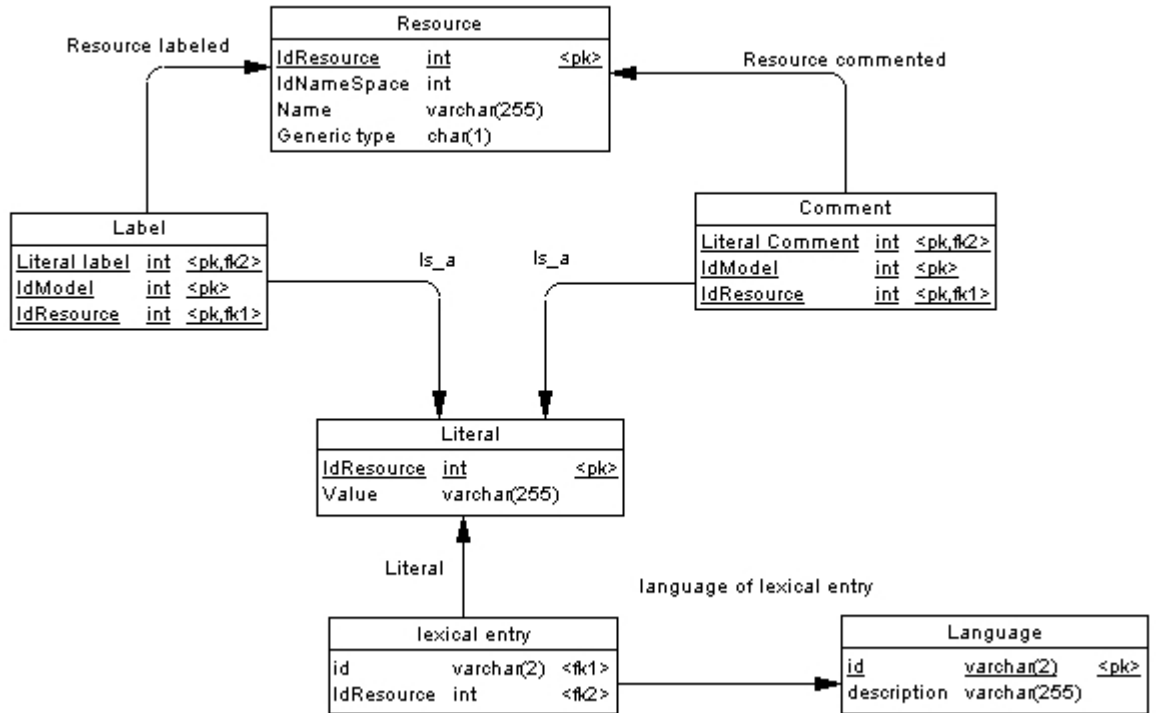 Resource
Resource labeled
IdResource int <pk>
Resource commented
IdNameSpace int
Name varchar(255)
Generic type char(1)
Label
Literal label int <pk,fk2>
IdModel int <pk>
IdResource int <pk,fk1>
Comment
Literal Comment int <pk,fk2>
IdModel int <pk>
IdResource int <pk,fk1>
Is_a
Is_a
Literal
IdResource int <pk>
Value varchar(255)
Literal
language of lexical entry
lexical entry
id varchar(2) <fk1>
IdResource int <fk2>
Language
id varchar(2) <pk>
description varchar(255)